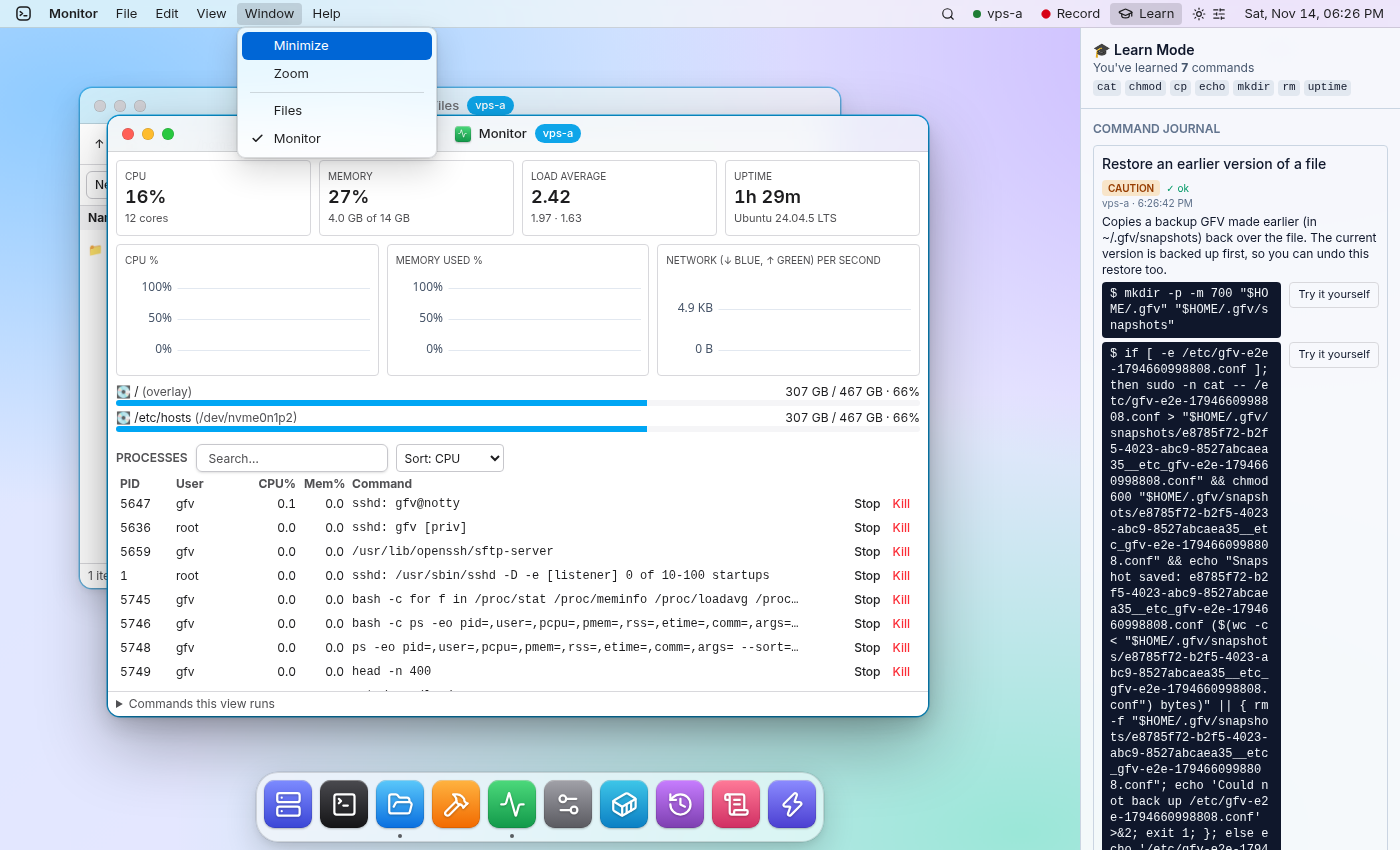 Monitor File Edit View Window Help
vps-a Record Learn Sat, Nov 14, 06:26 PM
Minimize
Zoom
Files
Monitor
vps-a
Monitor vps-a
CPU
16%
12 cores
MEMORY
27%
4.0 GB of 14 GB
LOAD AVERAGE
2.42
1.97 · 1.63
UPTIME
1h 29m
Ubuntu 24.04.5 LTS
CPU %
100%
50%
0%
MEMORY USED %
100%
50%
0%
NETWORK (↓ BLUE, ↑ GREEN) PER SECOND
4.9 KB
0 B
/ (overlay) 307 GB / 467 GB · 66%
/etc/hosts (/dev/nvme0n1p2) 307 GB / 467 GB · 66%
PROCESSES Search... Sort: CPU
PID User CPU% Mem% Command
5647 gfv 0.1 0.0 sshd: gfv@notty Stop Kill
5636 root 0.0 0.0 sshd: gfv [priv] Stop Kill
5659 gfv 0.0 0.0 /usr/lib/openssh/sftp-server Stop Kill
1 root 0.0 0.0 sshd: /usr/sbin/sshd -D -e [listener] 0 of 10-100 startups Stop Kill
5745 gfv 0.0 0.0 bash -c for f in /proc/stat /proc/meminfo /proc/loadavg /proc… Stop Kill
5746 gfv 0.0 0.0 bash -c ps -eo pid=,user=,pcpu=,pmem=,rss=,etime=,comm=,args=… Stop Kill
5748 gfv 0.0 0.0 ps -eo pid=,user=,pcpu=,pmem=,rss=,etime=,comm=,args= --sort=… Stop Kill
5749 gfv 0.0 0.0 head -n 400 Stop Kill
Commands this view runs
Learn Mode
You've learned 7 commands
cat chmod cp echo mkdir rm uptime
COMMAND JOURNAL
Restore an earlier version of a file
CAUTION ✓ ok
vps-a · 6:26:42 PM
Copies a backup GFV made earlier (in
~/.gfv/snapshots) back over the file. The current
version is backed up first, so you can undo this
restore too.
$ mkdir -p -m 700 "$HO
ME/.gfv" "$HOME/.gfv/s
napshots"
Try it yourself
$ if [ -e /etc/gfv-e2e
-1794660998808.conf ];
then sudo -n cat -- /e
tc/gfv-e2e-17946609988
08.conf > "$HOME/.gfv/
snapshots/e8785f72-b2f
5-4023-abc9-8527abcaea
35__etc_gfv-e2e-179466
0998808.conf" && chmod
600 "$HOME/.gfv/snapsh
ots/e8785f72-b2f5-4023
-abc9-8527abcaea35__et
c_gfv-e2e-179466099880
8.conf" && echo "Snaps
hot saved: e8785f72-b2
f5-4023-abc9-8527abcae
a35__etc_gfv-e2e-17946
60998808.conf ($(wc -c
< "$HOME/.gfv/snapshot
s/e8785f72-b2f5-4023-a
bc9-8527abcaea35__etc_
gfv-e2e-1794660998808.
conf") bytes)" || { rm
-f "$HOME/.gfv/snapsho
ts/e8785f72-b2f5-4023-
abc9-8527abcaea35__etc
_gfv-e2e-179466099880
8.conf"; echo 'Could n
ot back up /etc/gfv-e2
e-1794660998808.conf'
>&2; exit 1; }; else e
cho '/etc/gfv-e2e-1794
Try it yourself